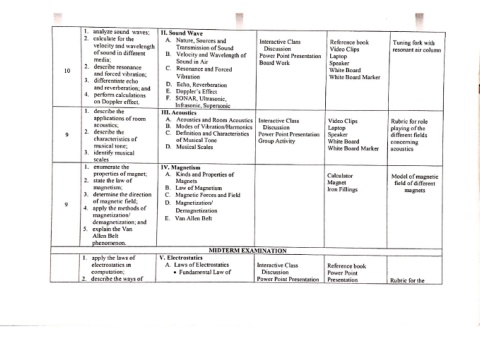 10
1. analyze sound waves;
2. calculate for the
velocity and wavelength
of sound in different
media;
2. describe resonance
and forced vibration;
3. differentiate echo
and reverberation; and
4. perform calculations
on Doppler effect.
II. Sound Wave
A. Nature, Sources and
Transmission of Sound
B. Velocity and Wavelength of
Sound in Air
C. Resonance and Forced
Vibration
D. Echo, Reverberation
E. Doppler's Effect
F. SONAR, Ultrasonic,
Infrasonic, Supersonic
Interactive Class
Discussion
Power Point Presentation
Board Work
Reference book
Video Clips
Laptop
Speaker
White Board
White Board Marker
Tuning fork with
resonant air column
9
1. describe the
applications of room
acoustics;
2. describe the
characteristics of
musical tone;
3. identify musical
scales
III. Acoustics
A. Acoustics and Room Acoustics
B. Modes of Vibration/Harmonics
C. Definition and Characteristics
of Musical Tone
D. Musical Scales
Interactive Class
Discussion
Power Point Presentation
Group Activity
Video Clips
Laptop
Speaker
White Board
White Board Marker
Rubric for role
playing of the
different fields
concerning
acoustics
9
1. enumerate the
properties of magnet;
2. state the law of
magnetism;
3. determine the direction
of magnetic field;
4. apply the methods of
magnetization/
demagnetization; and
5. explain the Van
Allen Belt
phenomenon.
IV. Magnetism
A. Kinds and Properties of
Magnets
B. Law of Magnetism
C. Magnetic Forces and Field
D. Magnetization/
Demagnetization
E. Van Allen Belt
Calculator
Magnet
Iron Fillings
Model of magnetic
field of different
magnets
MIDTERM EXAMINATION
1. apply the laws of
electrostatics in
computation;
2. describe the ways of
V. Electrostatics
A. Laws of Electrostatics
• Fundamental Law of
Interactive Class
Discussion
Power Point Presentation
Reference book
Power Point
Presentation
Rubric for the